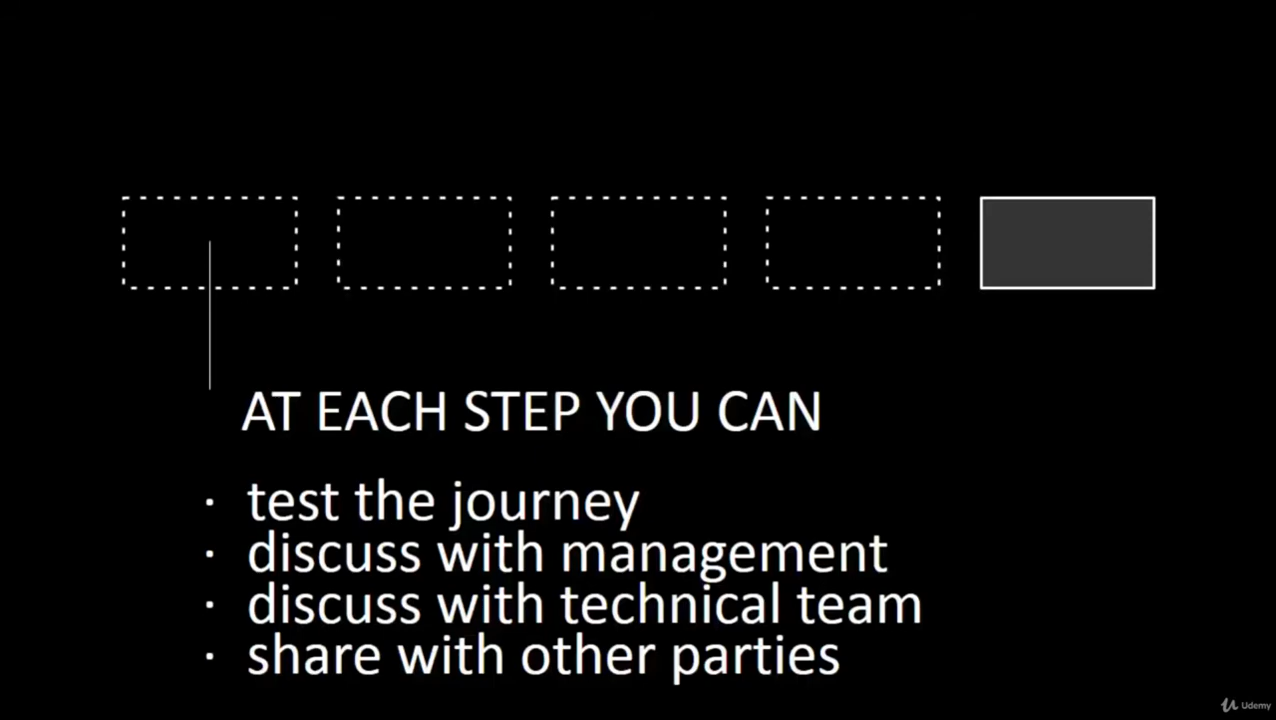 AT EACH STEP YOU CAN
· test the journey
· discuss with management
· discuss with technical team
· share with other parties
Udemy